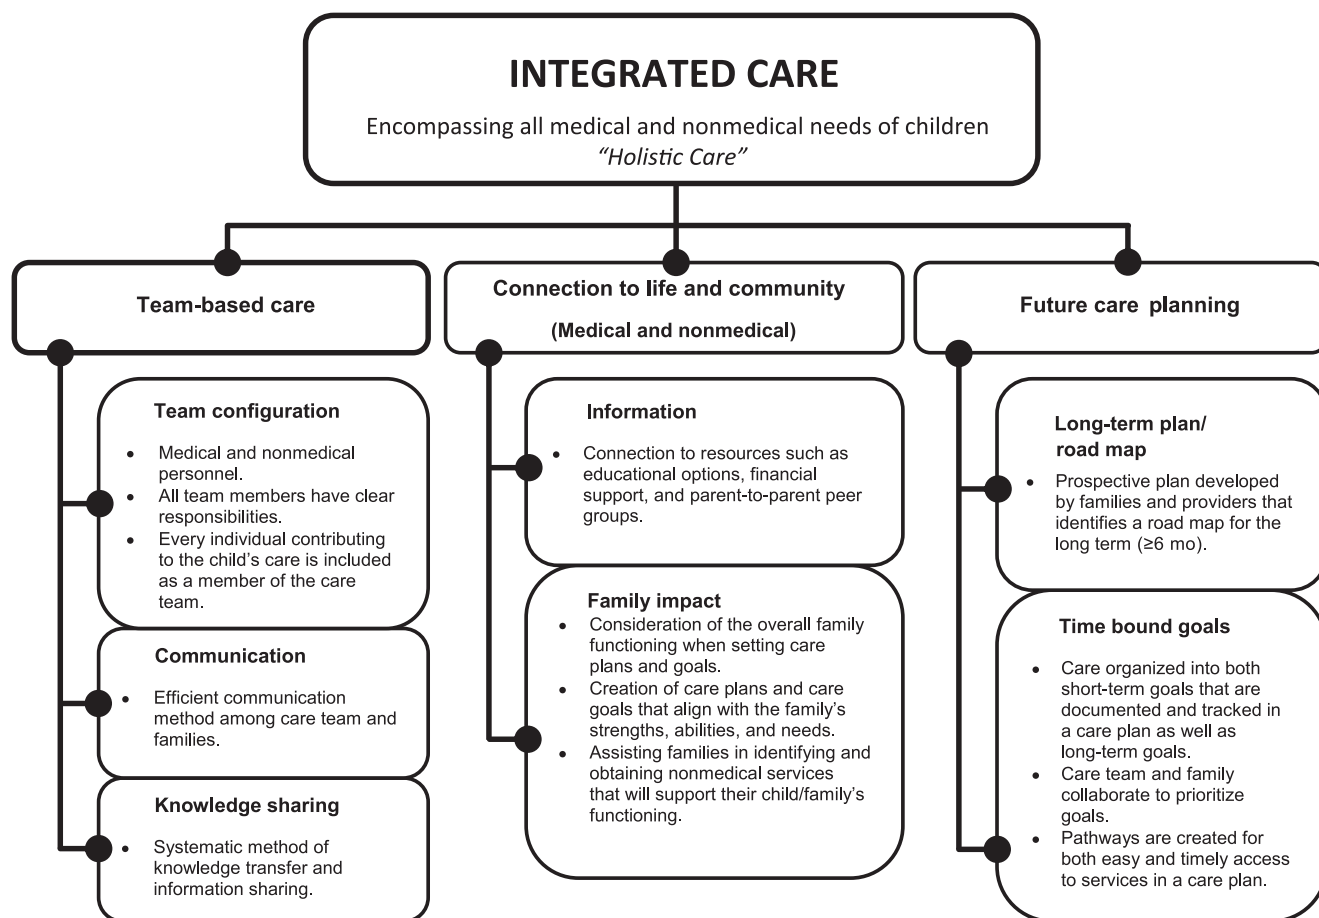 INTEGRATED CARE
Encompassing all medical and nonmedical needs of children
“Holistic Care”
Team-based care
Team configuration
• Medical and nonmedical
personnel.
• All team members have clear
responsibilities.
• Every individual contributing
to the child’s care is included
as a member of the care
team.
Communication
• Efficient communication
method among care team and
families.
Knowledge sharing
• Systematic method of
knowledge transfer and
information sharing.
Connection to life and community
(Medical and nonmedical)
Information
• Connection to resources such as
educational options, financial
support, and parent-to-parent peer
groups.
Family impact
• Consideration of the overall family
functioning when setting care
plans and goals.
• Creation of care plans and care
goals that align with the family’s
strengths, abilities, and needs.
• Assisting families in identifying and
obtaining nonmedical services
that will support their child/family’s
functioning.
Future care planning
Long-term plan/
road map
• Prospective plan developed
by families and providers that
identifies a road map for the
long term (≥6 mo).
Time bound goals
• Care organized into both
short-term goals that are
documented and tracked in
a care plan as well as
long-term goals.
• Care team and family
collaborate to prioritize
goals.
• Pathways are created for
both easy and timely access
to services in a care plan.